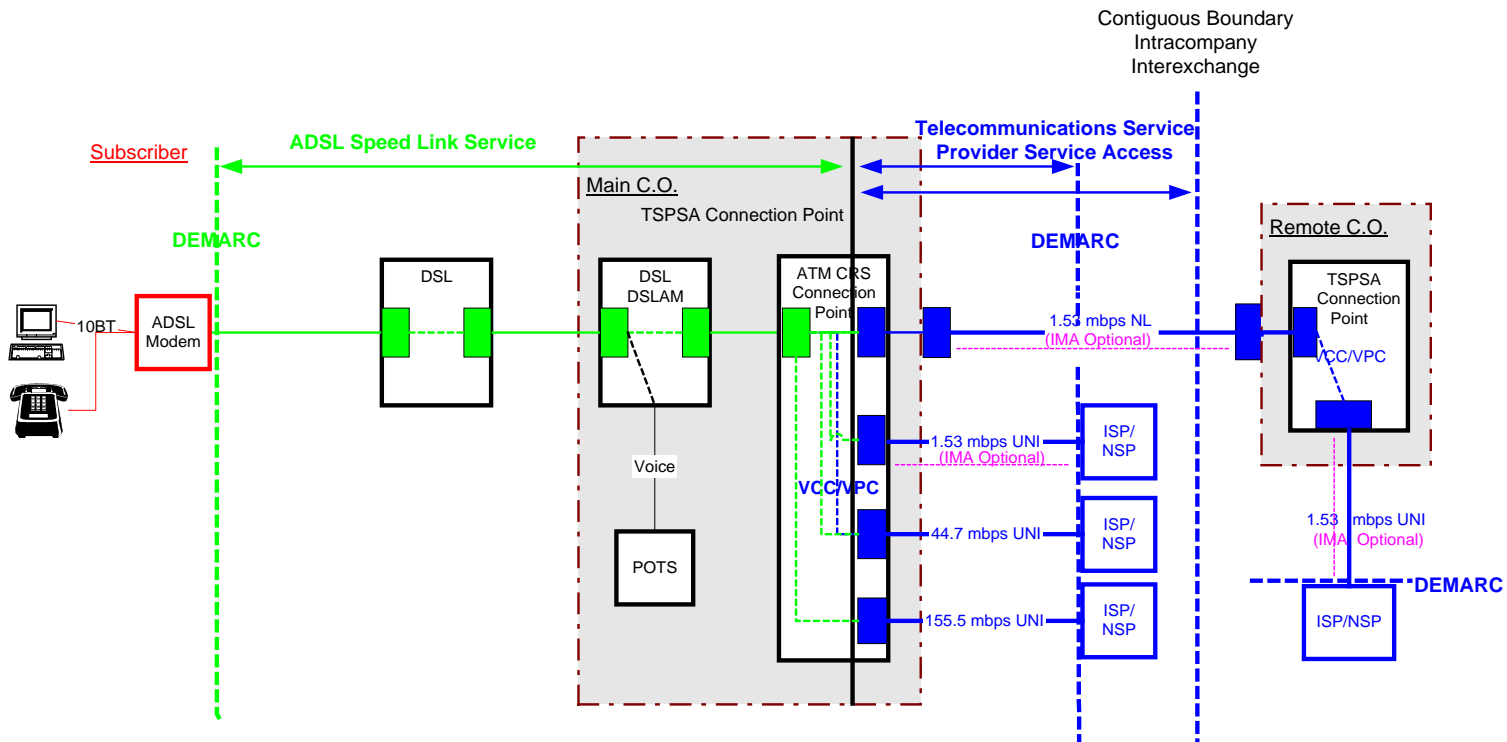 Contiguous Boundary
Intracompany
Interexchange
Subscriber
ADSL Speed Link Service
Telecommunications Service
Provider Service Access
Main C.O.
TSPSA Connection Point
DEMARC
DEMARC
Remote C.O.
DSL
DSL
DSLAM
ATM CRS
Connection
Point
TSPSA
Connection
Point
10BT
ADSL
Modem
1.53 mbps NL
(IMA Optional)
VCC/VPC
1.53 mbps UNI
(IMA Optional)
ISP/
NSP
Voice
VCC/VPC
44.7 mbps UNI
ISP/
NSP
1.53 mbps UNI
(IMA Optional)
POTS
DEMARC
155.5 mbps UNI
ISP/
NSP
ISP/NSP